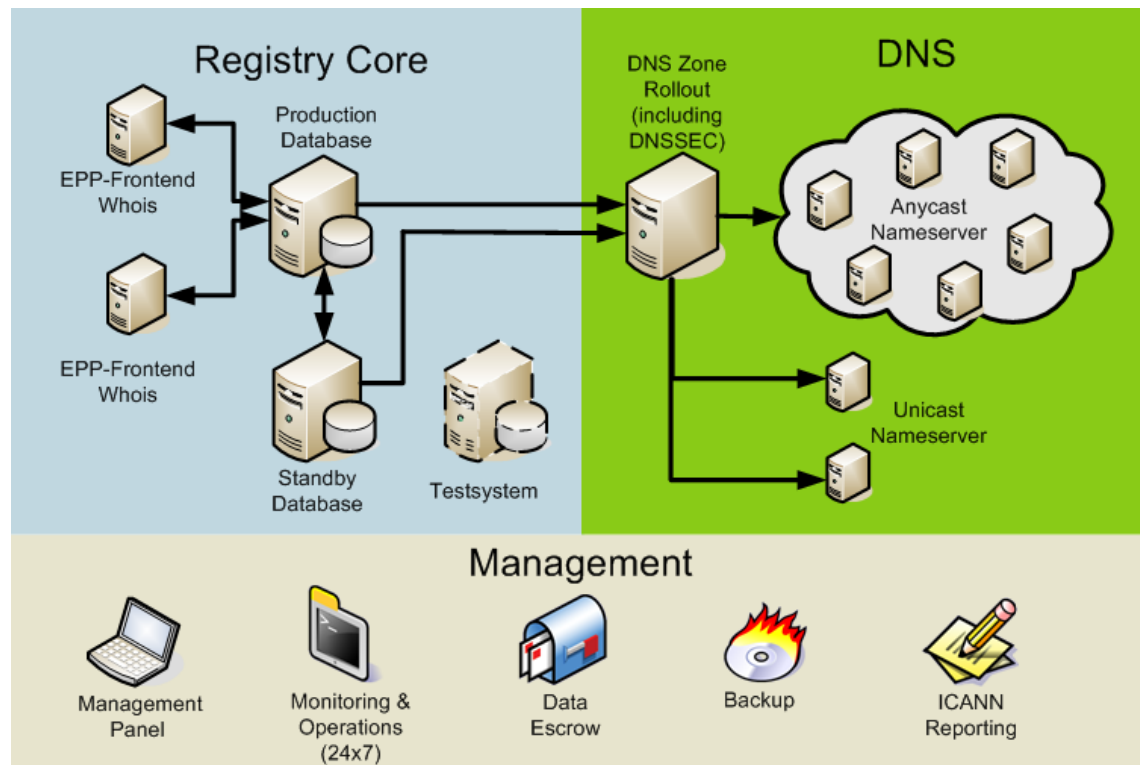 Registry Core
EPP-Frontend
Whois
Production
Database
EPP-Frontend
Whois
Standby
Database
Testsystem
DNS
DNS Zone
Rollout
(including
DNSSEC)
Anycast
Nameserver
Unicast
Nameserver
Management
Management
Panel
Monitoring &
Operations
(24x7)
Data
Escrow
Backup
ICANN
Reporting